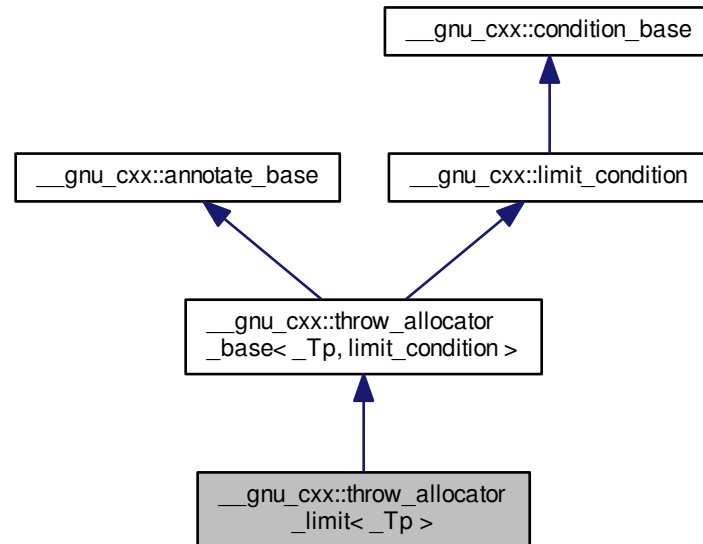 __gnu_cxx::condition_base
__gnu_cxx::annotate_base
__gnu_cxx::limit_condition
__gnu_cxx::throw_allocator
_base< _Tp, limit_condition >
__gnu_cxx::throw_allocator
_limit< _Tp >